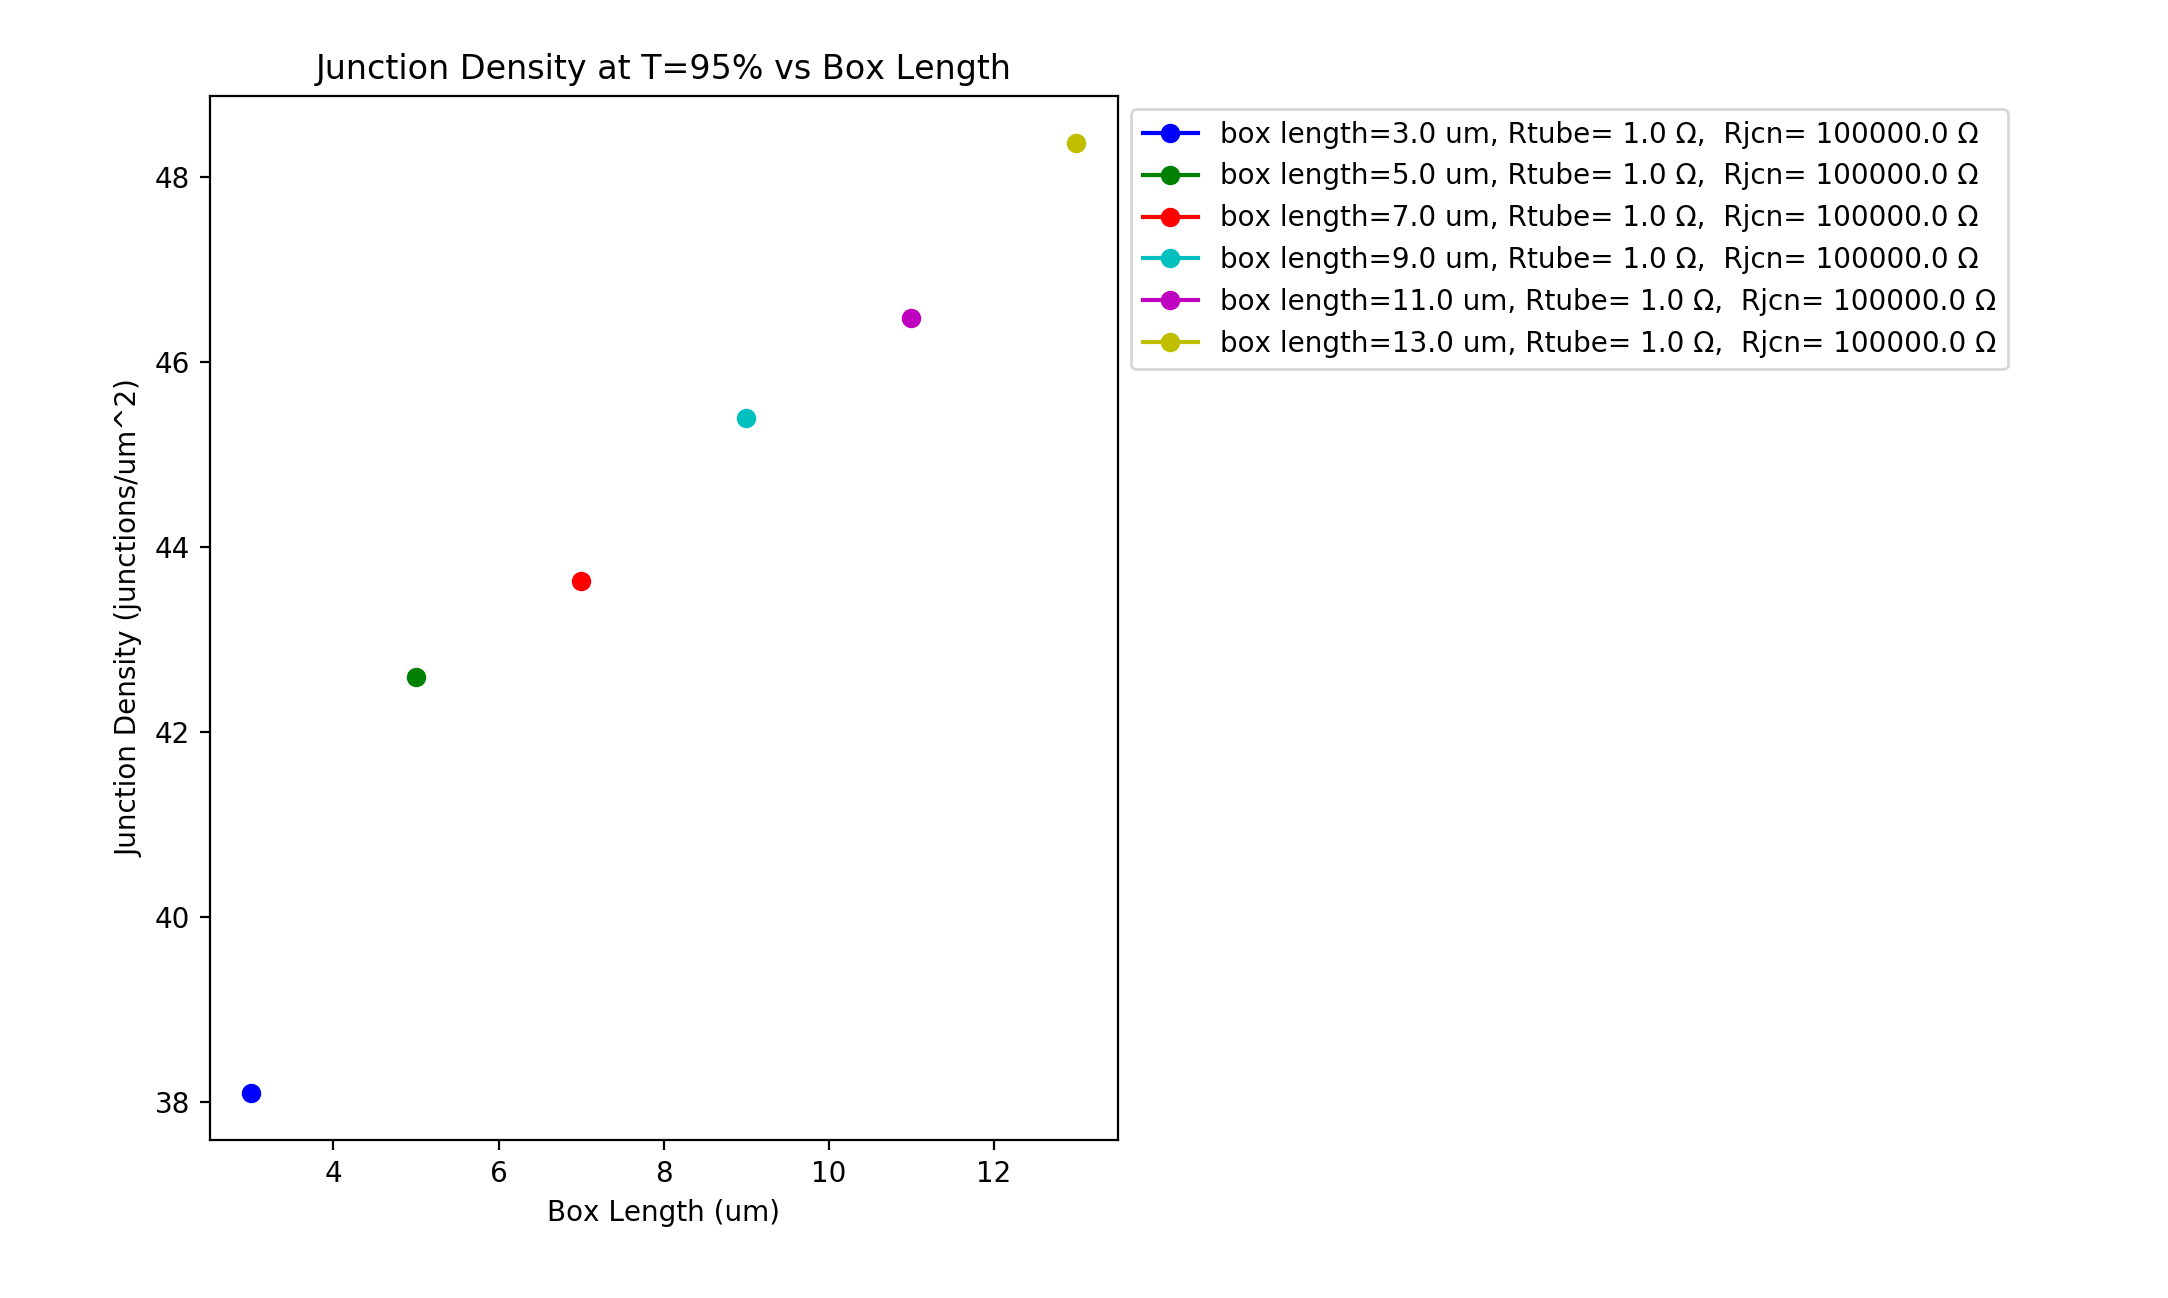 Junction Density at T=95% vs Box Length
box length=3.0 um, Rtube= 1.0 Ω,  Rjcn= 100000.0 Ω
box length=5.0 um, Rtube= 1.0 Ω,  Rjcn= 100000.0 Ω
box length=7.0 um, Rtube= 1.0 Ω,  Rjcn= 100000.0 Ω
box length=9.0 um, Rtube= 1.0 Ω,  Rjcn= 100000.0 Ω
box length=11.0 um, Rtube= 1.0 Ω,  Rjcn= 100000.0 Ω
box length=13.0 um, Rtube= 1.0 Ω,  Rjcn= 100000.0 Ω
Junction Density (junctions/um^2)
48
46
44
42
40
38
4 6 8 10 12
Box Length (um)